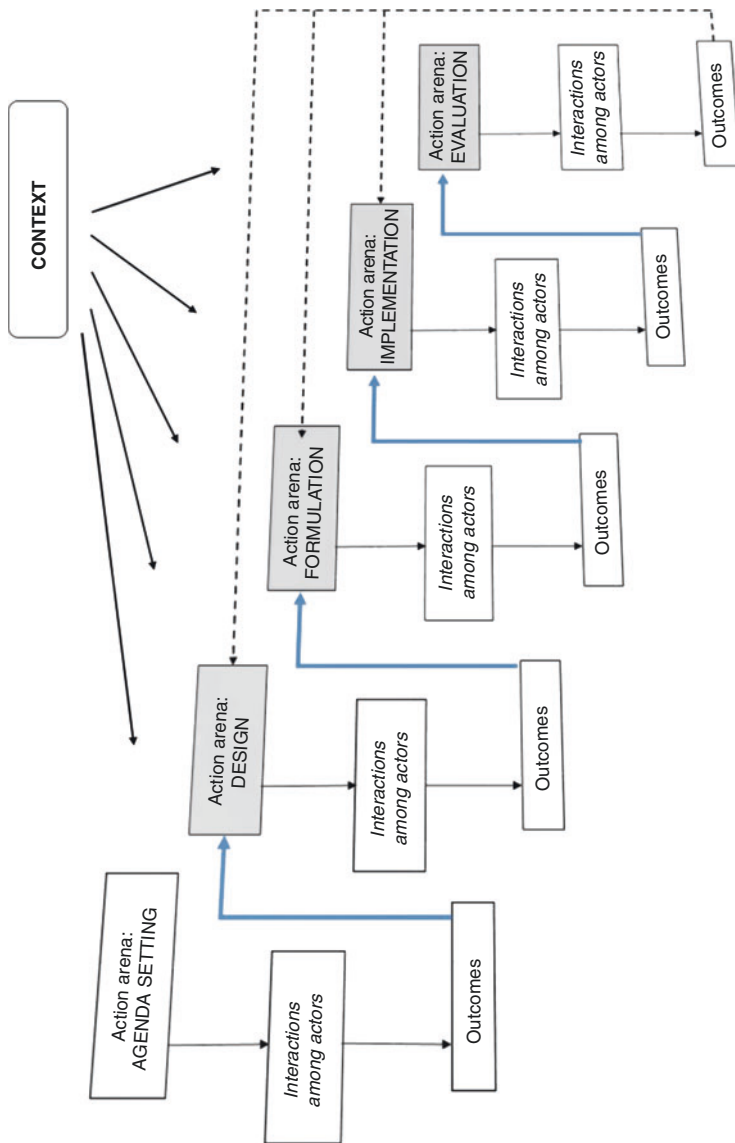 CONTEXT
Action arena:
AGENDA SETTING
Interactions
among actors
Outcomes
Action arena:
DESIGN
Interactions
among actors
Outcomes
Action arena:
FORMULATION
Interactions
among actors
Outcomes
Action arena:
IMPLEMENTATION
Interactions
among actors
Outcomes
Action arena:
EVALUATION
Interactions
among actors
Outcomes